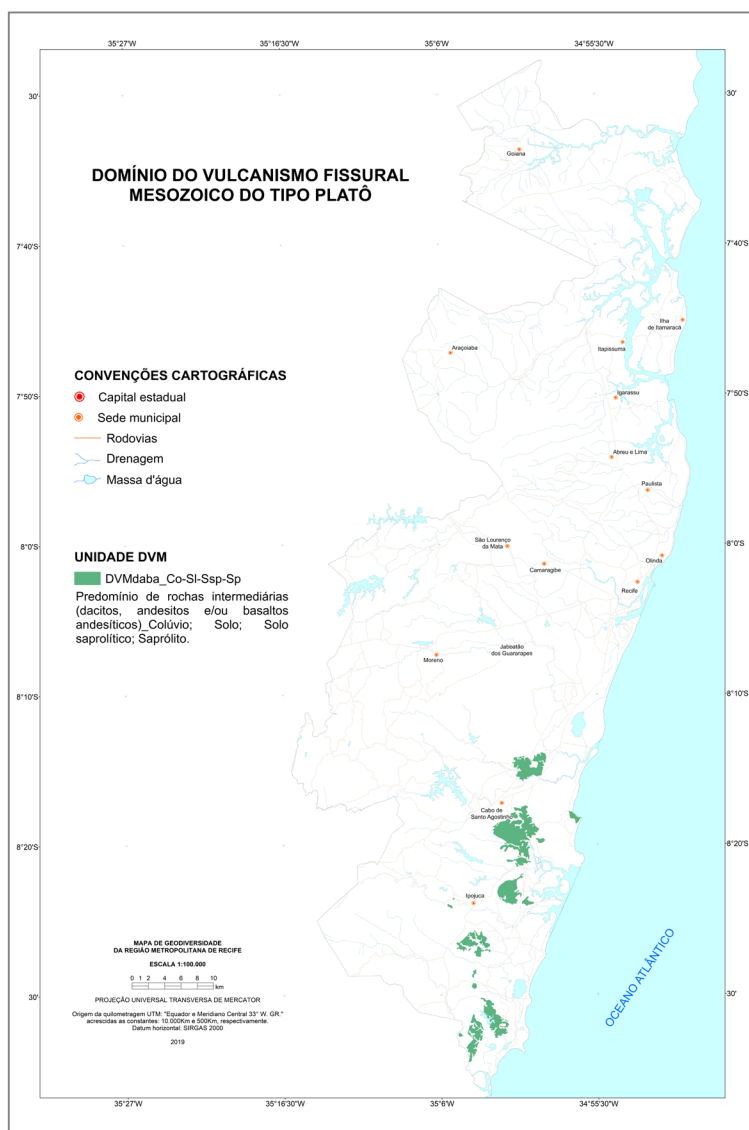 35°27'W 35°16'30"W 35°6'W 34°55'30"W
30' 30'
Goiana
DOMÍNIO DO VULCANISMO FISSURAL
MESOZOICO DO TIPO PLATÔ
7°40'S 7°40'S
Ilha
de Itamaracá
Itapissuma
Araçoiaba
CONVENÇÕES CARTOGRÁFICAS
Capital estadual
Sede municipal
Rodovias
Drenagem
Massa d'água
7°50'S 7°50'S
Igarassu
Abreu e Lima
Paulista
São Lourenço
da Mata
8°0'S 8°0'S
Olinda
Camaragibe
Recife
UNIDADE DVM
DVMdaba_Co-Sl-Ssp-Sp
Predomínio de rochas intermediárias
(dacitos, andesitos e/ou basaltos
andesíticos)_Colúvio; Solo; Solo
saprolítico; Saprólito.
Jaboatão
dos Guararapes
Moreno
8°10'S 8°10'S
Cabo de
Santo Agostinho
8°20'S 8°20'S
Ipojuca
MAPA DE GEODIVERSIDADE
DA REGIÃO METROPOLITANA DE RECIFE
ESCALA 1:100.000
0 1 2 4 6 8 10
km
PROJEÇÃO UNIVERSAL TRANSVERSA DE MERCATOR
Origem da quilometragem UTM: "Equador e Meridiano Central 33° W. GR."
acrescidas as constantes: 10.000Km e 500Km, respectivamente.
Datum horizontal: SIRGAS 2000
2019
OCEANO ATLÂNTICO
30' 30'
35°27'W 35°16'30"W 35°6'W 34°55'30"W